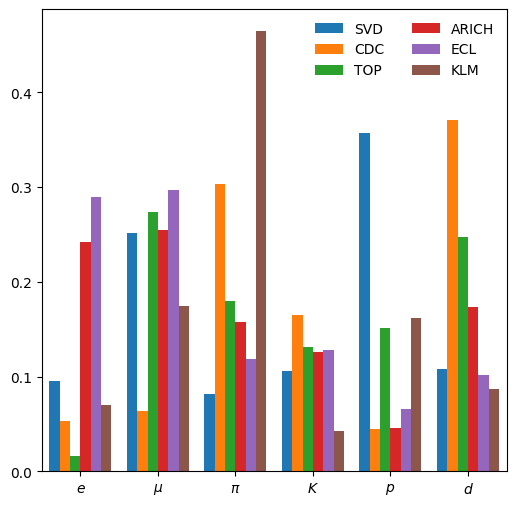 SVD ARICH
CDC ECL
TOP KLM
0.4
0.3
0.2
0.1
0.0
e μ π K p d